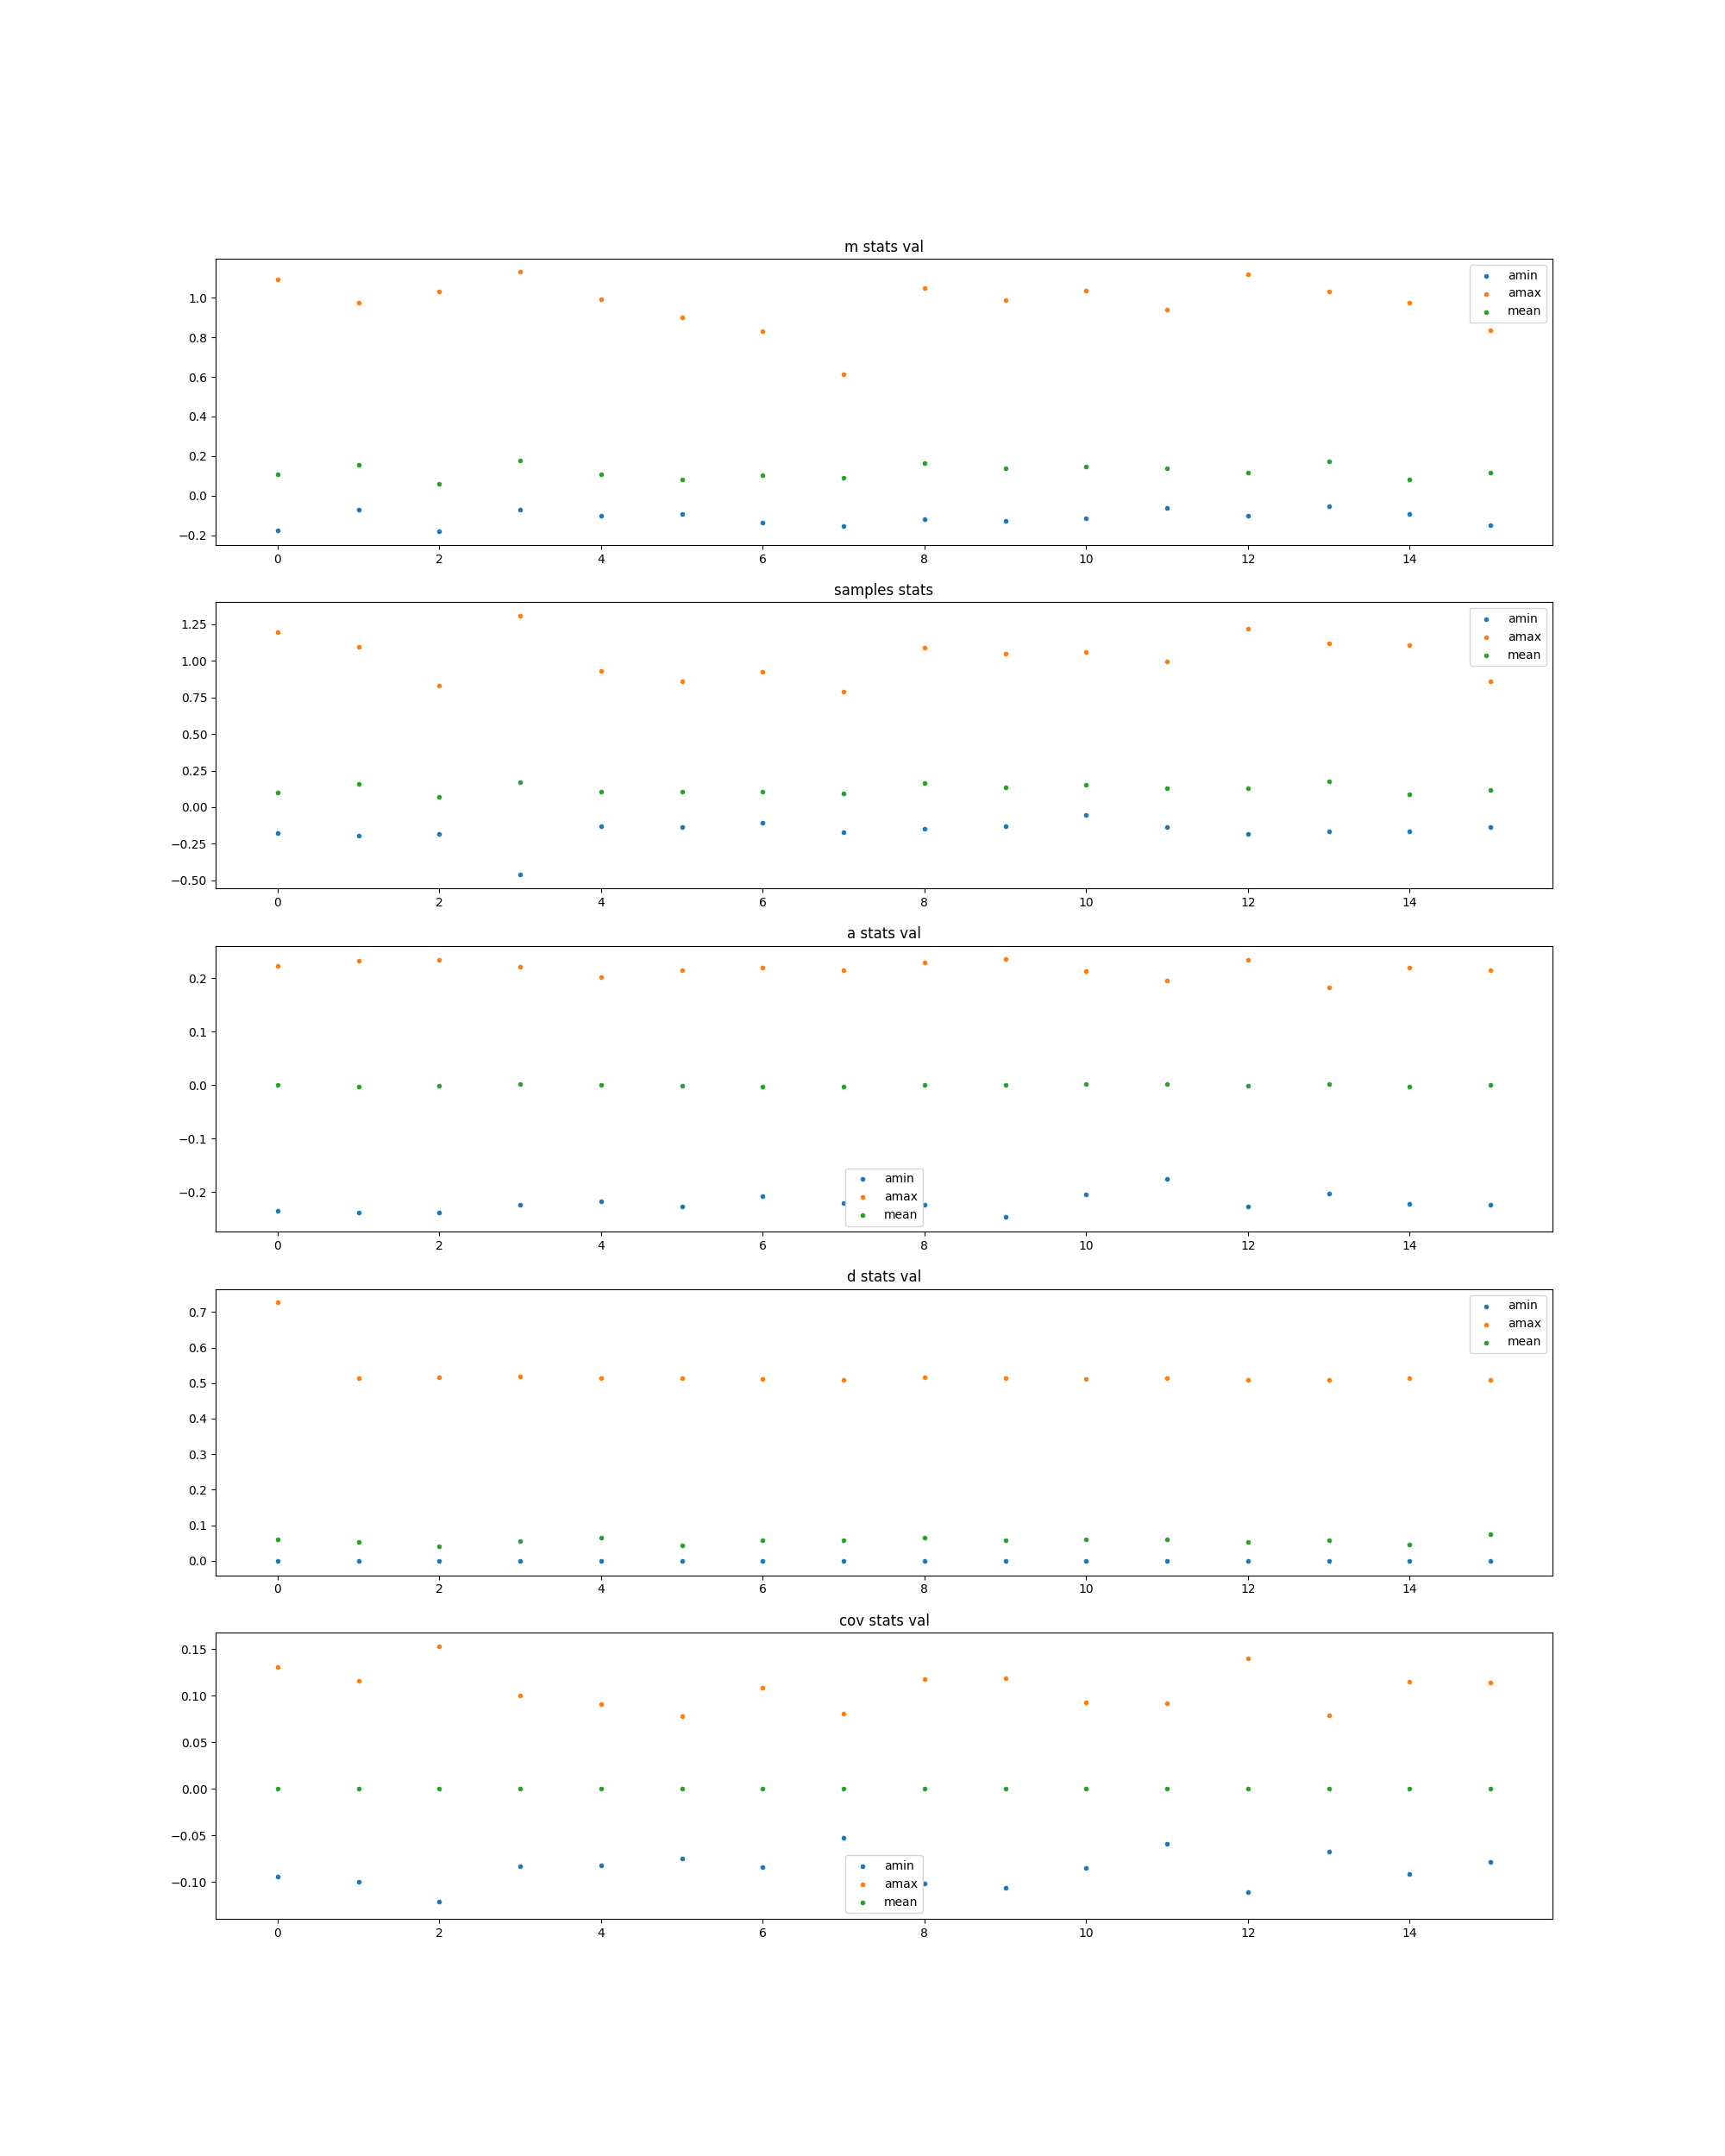 m stats val
amin
amax
mean
1.0
0.8
0.6
0.4
0.2
0.0
−0.2
0 2 4 6 8 10 12 14
samples stats
amin
amax
mean
1.25
1.00
0.75
0.50
0.25
0.00
−0.25
−0.50
0 2 4 6 8 10 12 14
a stats val
0.2
0.1
0.0
−0.1
−0.2
amin
amax
mean
0 2 4 6 8 10 12 14
d stats val
amin
amax
mean
0.7
0.6
0.5
0.4
0.3
0.2
0.1
0.0
0 2 4 6 8 10 12 14
cov stats val
0.15
0.10
0.05
0.00
−0.05
−0.10
amin
amax
mean
0 2 4 6 8 10 12 14